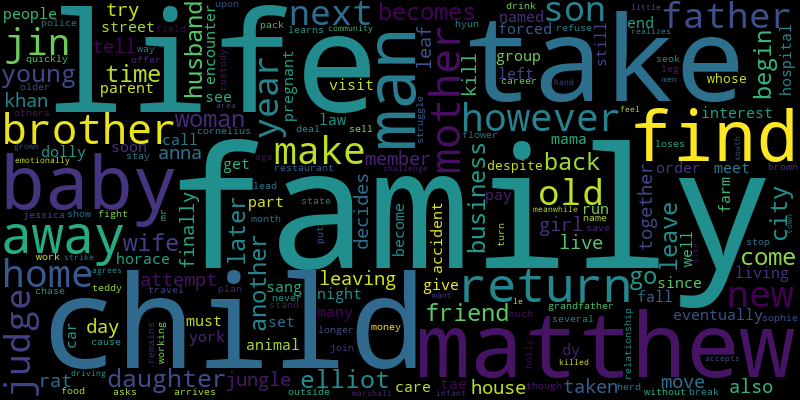 people try next becomes son father
street tell leaf
jin quickly husband encounter
life man take
young older time
others parent
khan year pregnant
visit law
end named drink refuse little
police way forced still realizes
upon pack learns community field
offer custody group left career hand
hyun seok leg men whose
begin hospital
kill mother struggle
brother woman see
dolly soon call cornelius deal sell
grown stay anna
however find
interest feel
flower loses south
mama
baby emotionally jessica show fight
make member despite back
order meet brown
age restaurant challenge
get lead state
part month put
family
business pay old girl name save
meanwhile run live
accident turn
together farm city
leave well stop town
come
away wife mr
work strike horace
finally later another
decides become
home agrees chase teddy
attempt travel plan
sang never stand
leaving night many longer join
give want
return go since fall
living new
friend le much grandfather several
relationship eventually sophie
child
judge car day cause
must york set animal
remains working
money
matthew
rat driving food asks
daughter arrives
jungle outside elliot
marshall infant
care tae house
holly though dy killed
taken herd move without break
accepts also